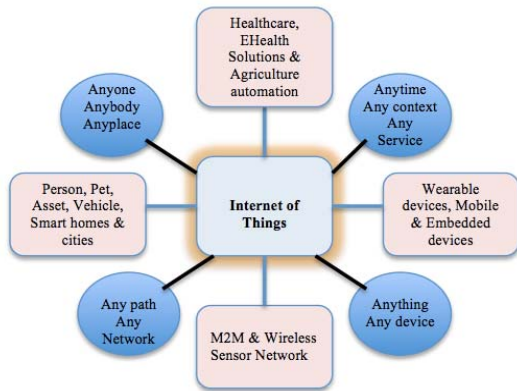 Healthcare,
EHealth
Solutions &
Agriculture
automation
Anyone
Anybody
Anyplace
Anytime
Any context
Any
Service
Person, Pet,
Asset, Vehicle,
Smart homes &
cities
Internet of
Things
Wearable
devices, Mobile
& Embedded
devices
Any path
Any
Network
M2M & Wireless
Sensor Network
Anything
Any device